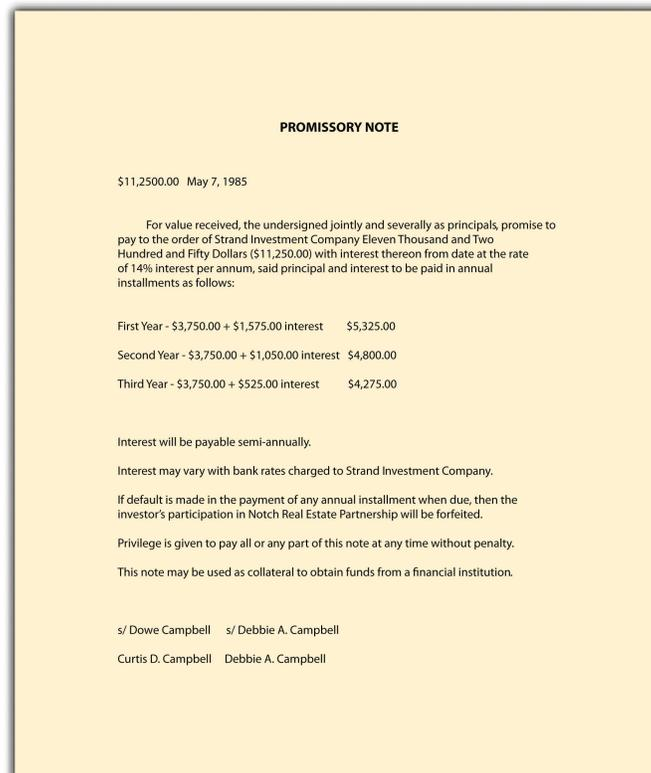 PROMISSORY NOTE
$11,2500.00 May 7, 1985
For value received, the undersigned jointly and severally as principals, promise to
pay to the order of Strand Investment Company Eleven Thousand and Two
Hundred and Fifty Dollars ($11,250.00) with interest thereon from date at the rate
of 14% interest per annum, said principal and interest to be paid in annual
installments as follows:
First Year - $3,750.00 + $1,575.00 interest $5,325.00
Second Year - $3,750.00 + $1,050.00 interest $4,800.00
Third Year - $3,750.00 + $525.00 interest $4,275.00
Interest will be payable semi-annually.
Interest may vary with bank rates charged to Strand Investment Company.
If default is made in the payment of any annual installment when due, then the
investor's participation in Notch Real Estate Partnership will be forfeited.
Privilege is given to pay all or any part of this note at any time without penalty.
This note may be used as collateral to obtain funds from a financial institution.
s/ Dowe Campbell s/ Debbie A. Campbell
Curtis D. Campbell Debbie A. Campbell